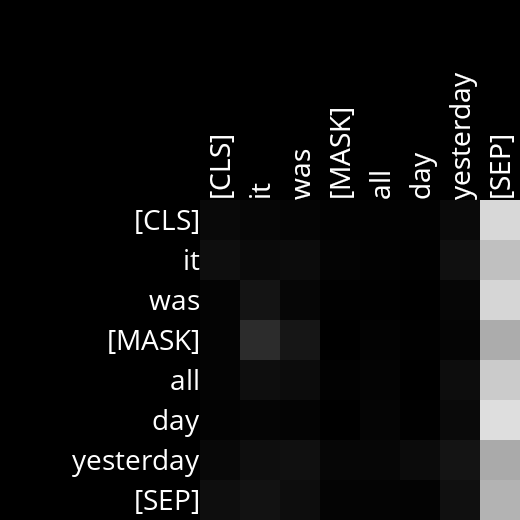 [CLS]
it
was
[MASK]
all
day
yesterday
[SEP]
[CLS]
it
was
[MASK]
all
day
yesterday
[SEP]